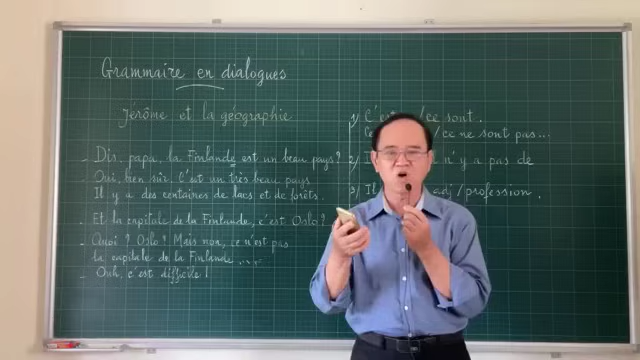 Grammaire en dialogues
Jérôme et la géographie
- Dis, papa, la Finlande est un beau pays ?
- Oui, bien sûr. C'est un très beau pays.
Il y a des centaines de lacs et de forêts.
- Et la capitale de la Finlande, c'est Oslo ?
- Quoi ? Oslo ? Mais non, ce n'est pas
la capitale de la Finlande ....
- Ouh, c'est difficile !
1/ C'est /ce sont.
Ce / ce ne sont pas...
2/ n'y a pas de
3/ Il adj / profession.